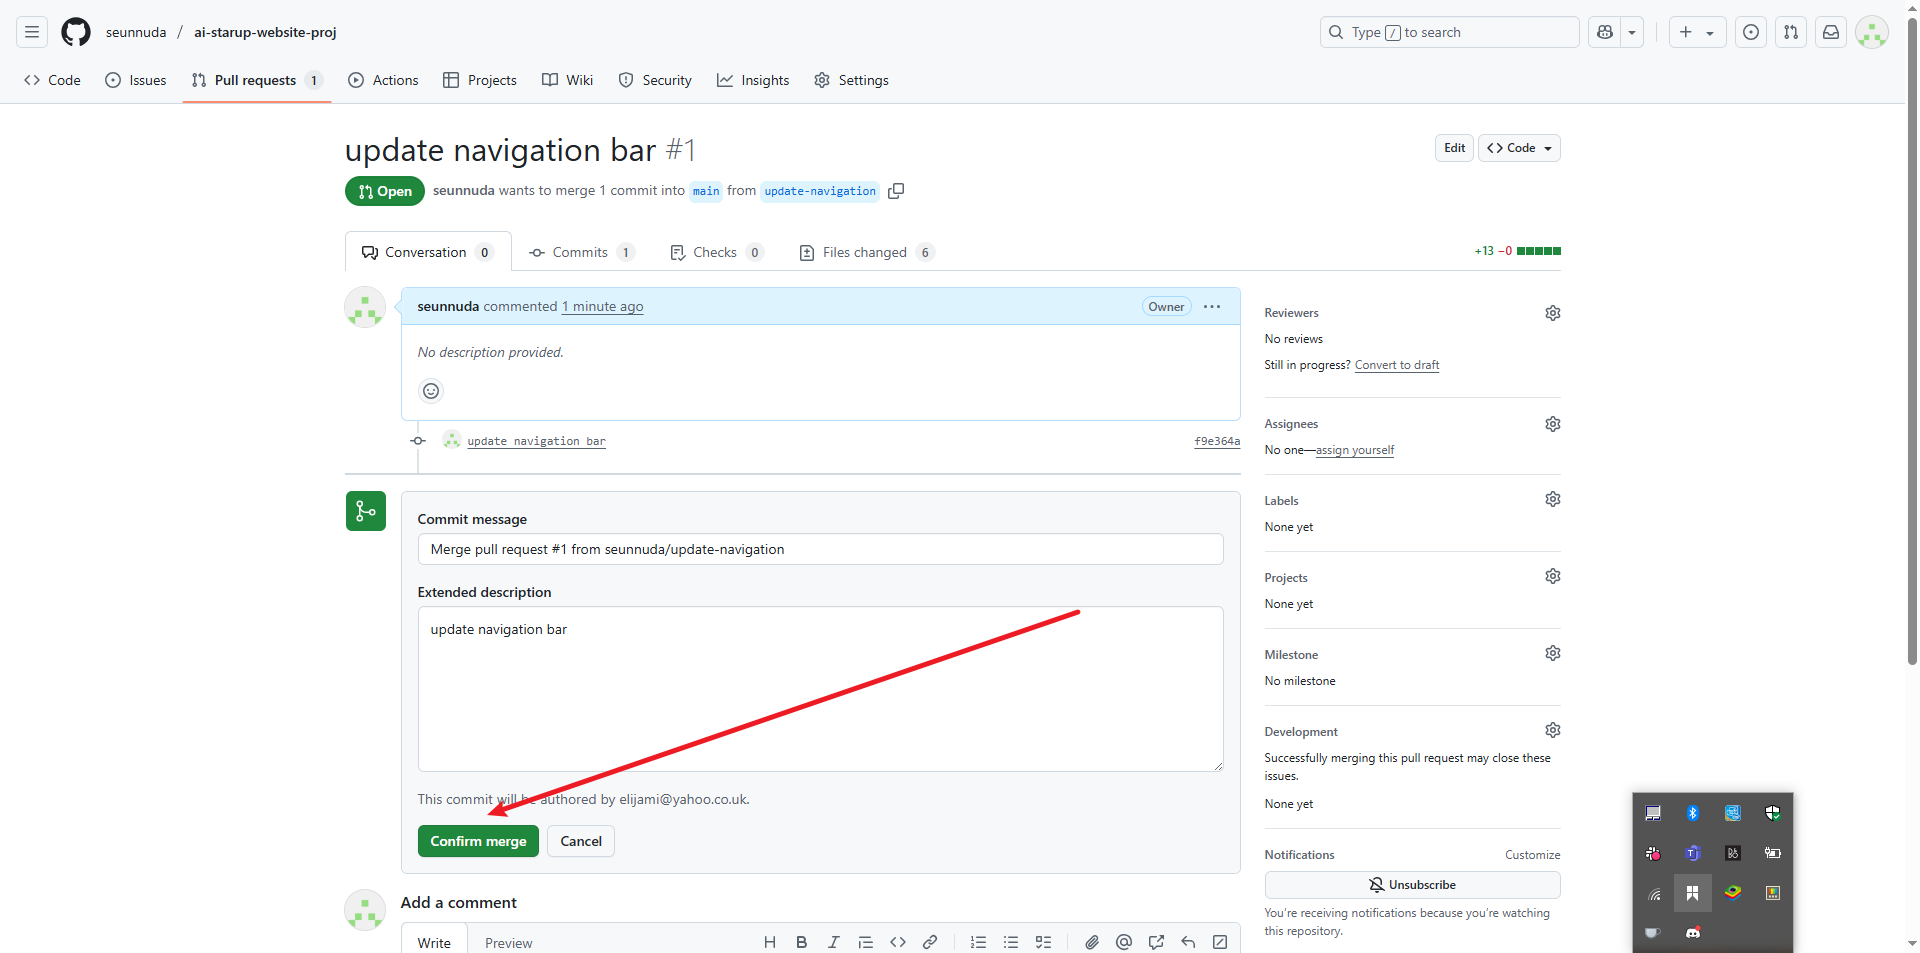 seunnuda / ai-starup-website-proj
Type / to search
Code
Issues
Pull requests 1
Actions
Projects
Wiki
Security
Insights
Settings
update navigation bar #1
Edit
Code
Open
seunnuda wants to merge 1 commit into main from update-navigation
Conversation 0
Commits 1
Checks 0
Files changed 6
+13 −0
seunnuda commented 1 minute ago
Owner
No description provided.
update navigation bar
f9e364a
Commit message
Merge pull request #1 from seunnuda/update-navigation
Extended description
update navigation bar
This commit will be authored by elijami@yahoo.co.uk.
Confirm merge
Cancel
Add a comment
Write
Preview
Reviewers
No reviews
Still in progress? Convert to draft
Assignees
No one—assign yourself
Labels
None yet
Projects
None yet
Milestone
No milestone
Development
Successfully merging this pull request may close these
issues.
None yet
Notifications
Customize
Unsubscribe
You're receiving notifications because you're watching
this repository.